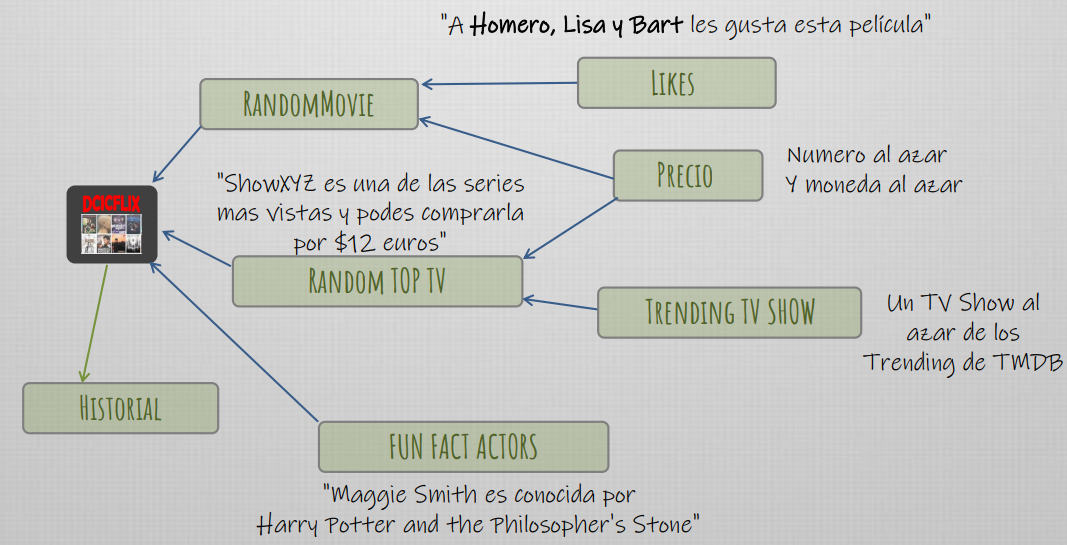 "A Homero, Lisa y Bart les gusta esta película"
Likes
RandomMovie
Precio
Numero al azar
Y moneda al azar
DCICFLIX
"ShowXYZ es una de las series
mas vistas y podes comprarla
por $12 euros"
Random TOP TV
Trending TV SHOW
Un TV Show al
azar de los
Trending de TMDB
Historial
FUN FACT ACTORS
"Maggie Smith es conocida por
Harry Potter and the Philosopher's Stone"